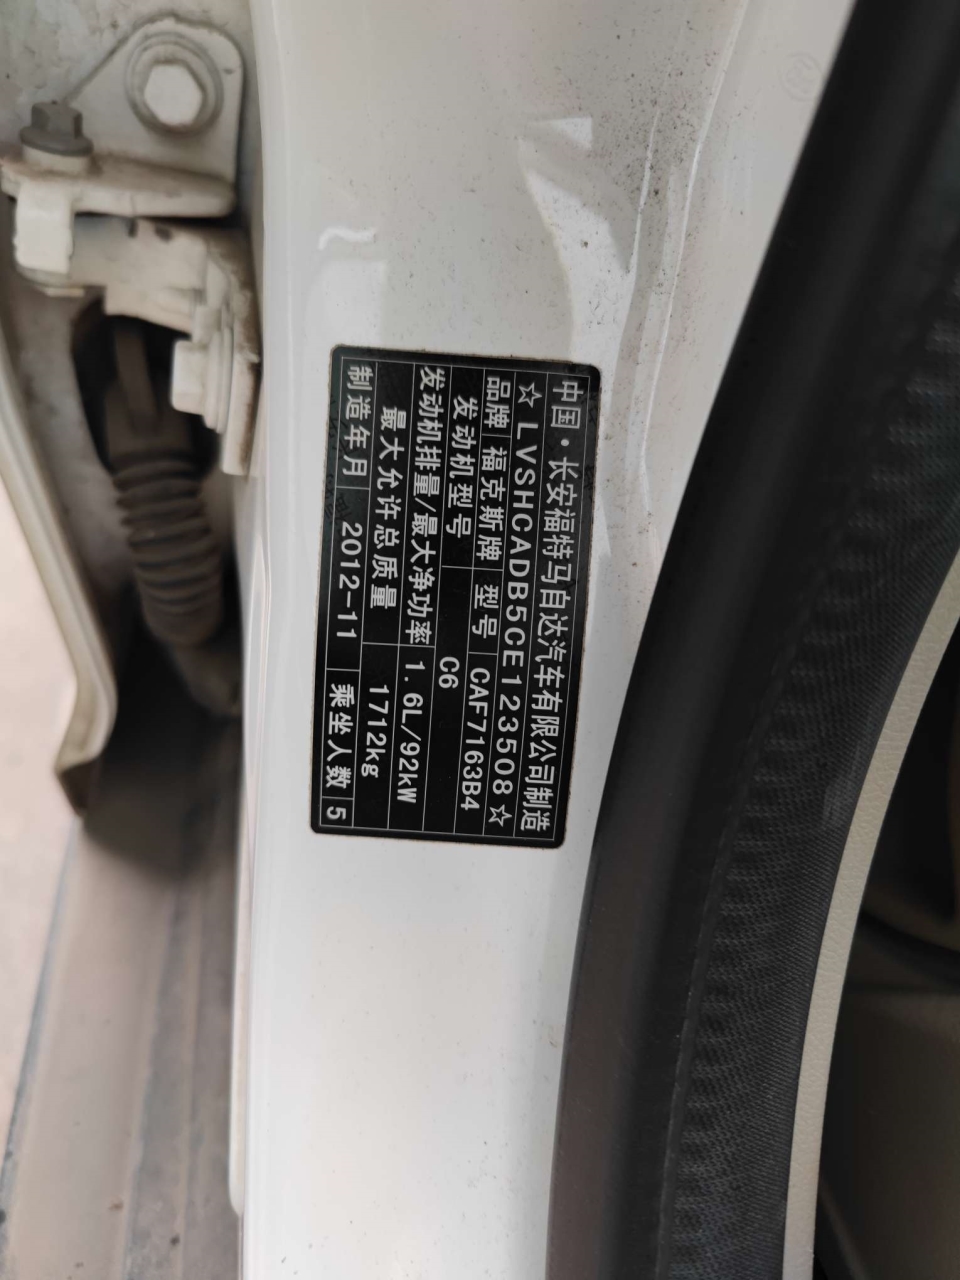 中国·长安福特马自达汽车有限公司制造
☆LVSHCADB5CE123508☆
品牌 福克斯牌 型号 CAF7163B4
发动机型号 C6
发动机排量/最大净功率 1.6L/92kW
最大允许总质量 1712kg
制造年月 2012-11 乘坐人数 5